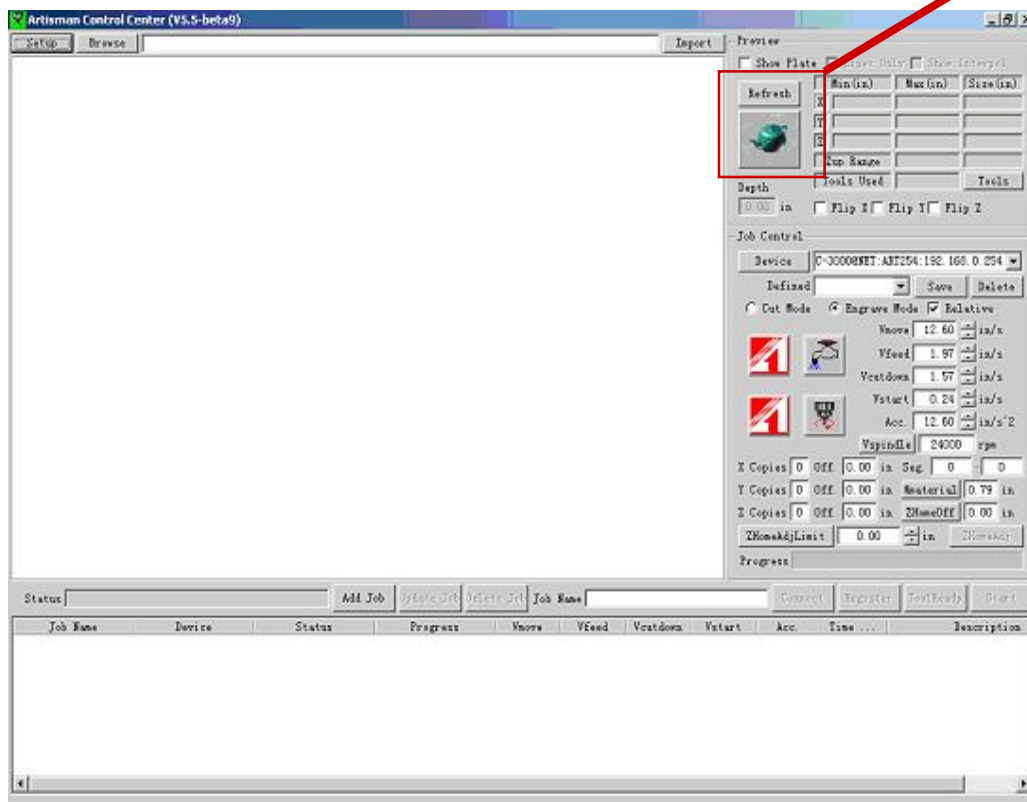 Artisman Control Center (V5.5-beta9)
Setup Browse Import
Preview
Show Plate Show Interpol
Refresh
Min(in) Max(in) Size(in)
X
Y
Z
Zup Range
Tools Used Tools
Depth
0.00 in Flip X Flip Y Flip Z
Job Control
Device C-3000@NET:ART254:192.168.0.254
Defined Save Delete
Cut Mode Engrave Mode Relative
Vmove 12.60 in/s
Vfeed 1.97 in/s
Vcutdown 1.57 in/s
Vstart 0.24 in/s
Acc. 12.60 in/s^2
Vspindle 24000 rpm
X Copies 0 Off. 0.00 in. Seg. 0 - 0
Y Copies 0 Off. 0.00 in. Hmaterial 0.79 in
Z Copies 0 Off. 0.00 in. ZHomeOff 0.00 in
ZHomeAdjLimit 0.00 in ZHomeAdj
Progress
Status Add Job Update Job Delete Job Job Name Connect Register ToolReady Start
Job Name Device Status Progress Vmove Vfeed Vcutdown Vstart Acc. Time ... Description